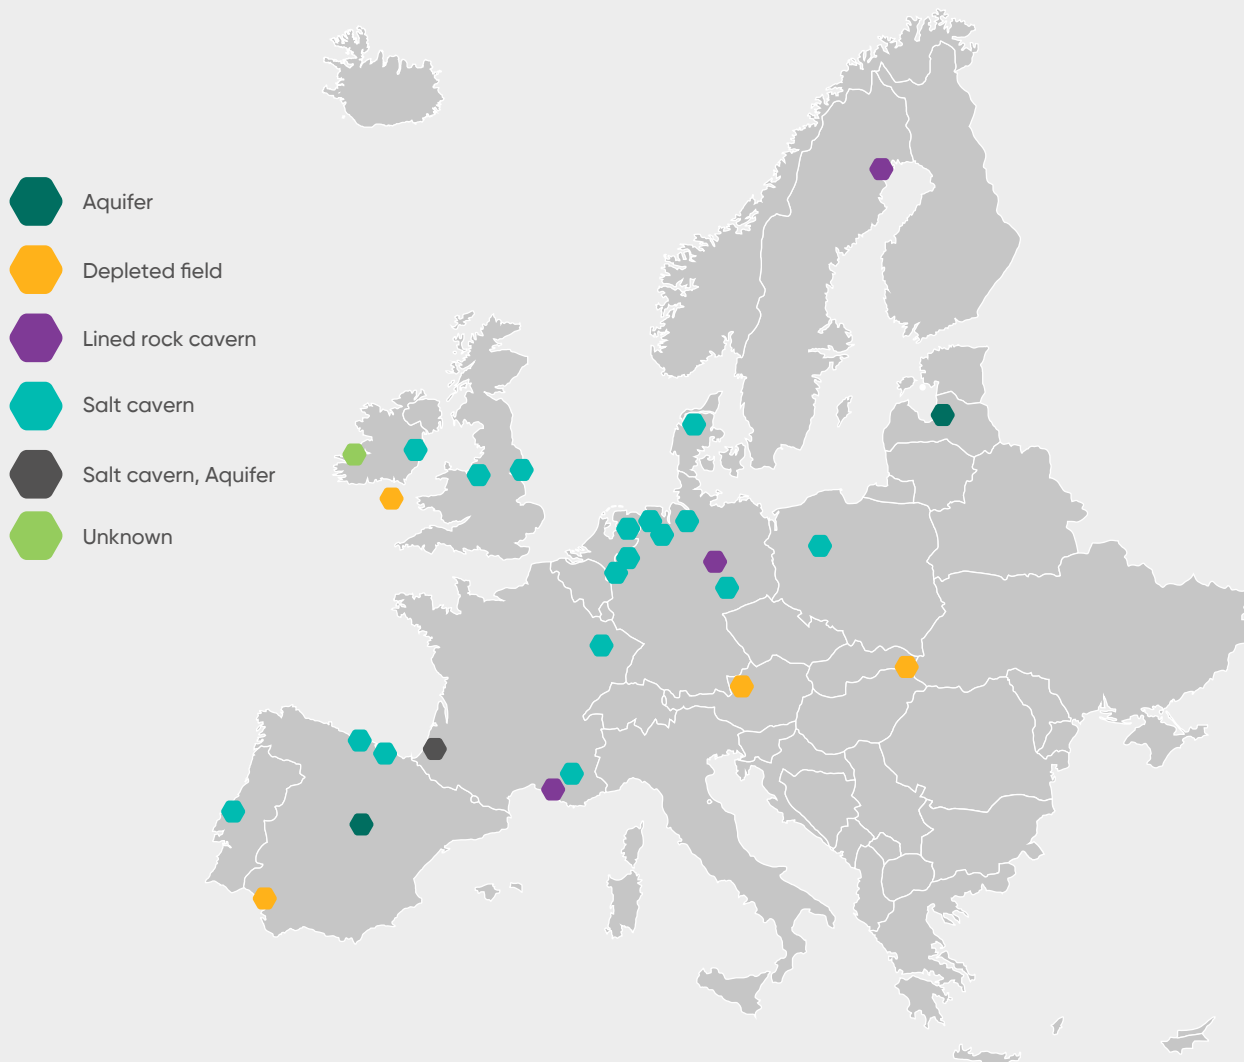 Aquifer
Depleted field
Lined rock cavern
Salt cavern
Salt cavern, Aquifer
Unknown